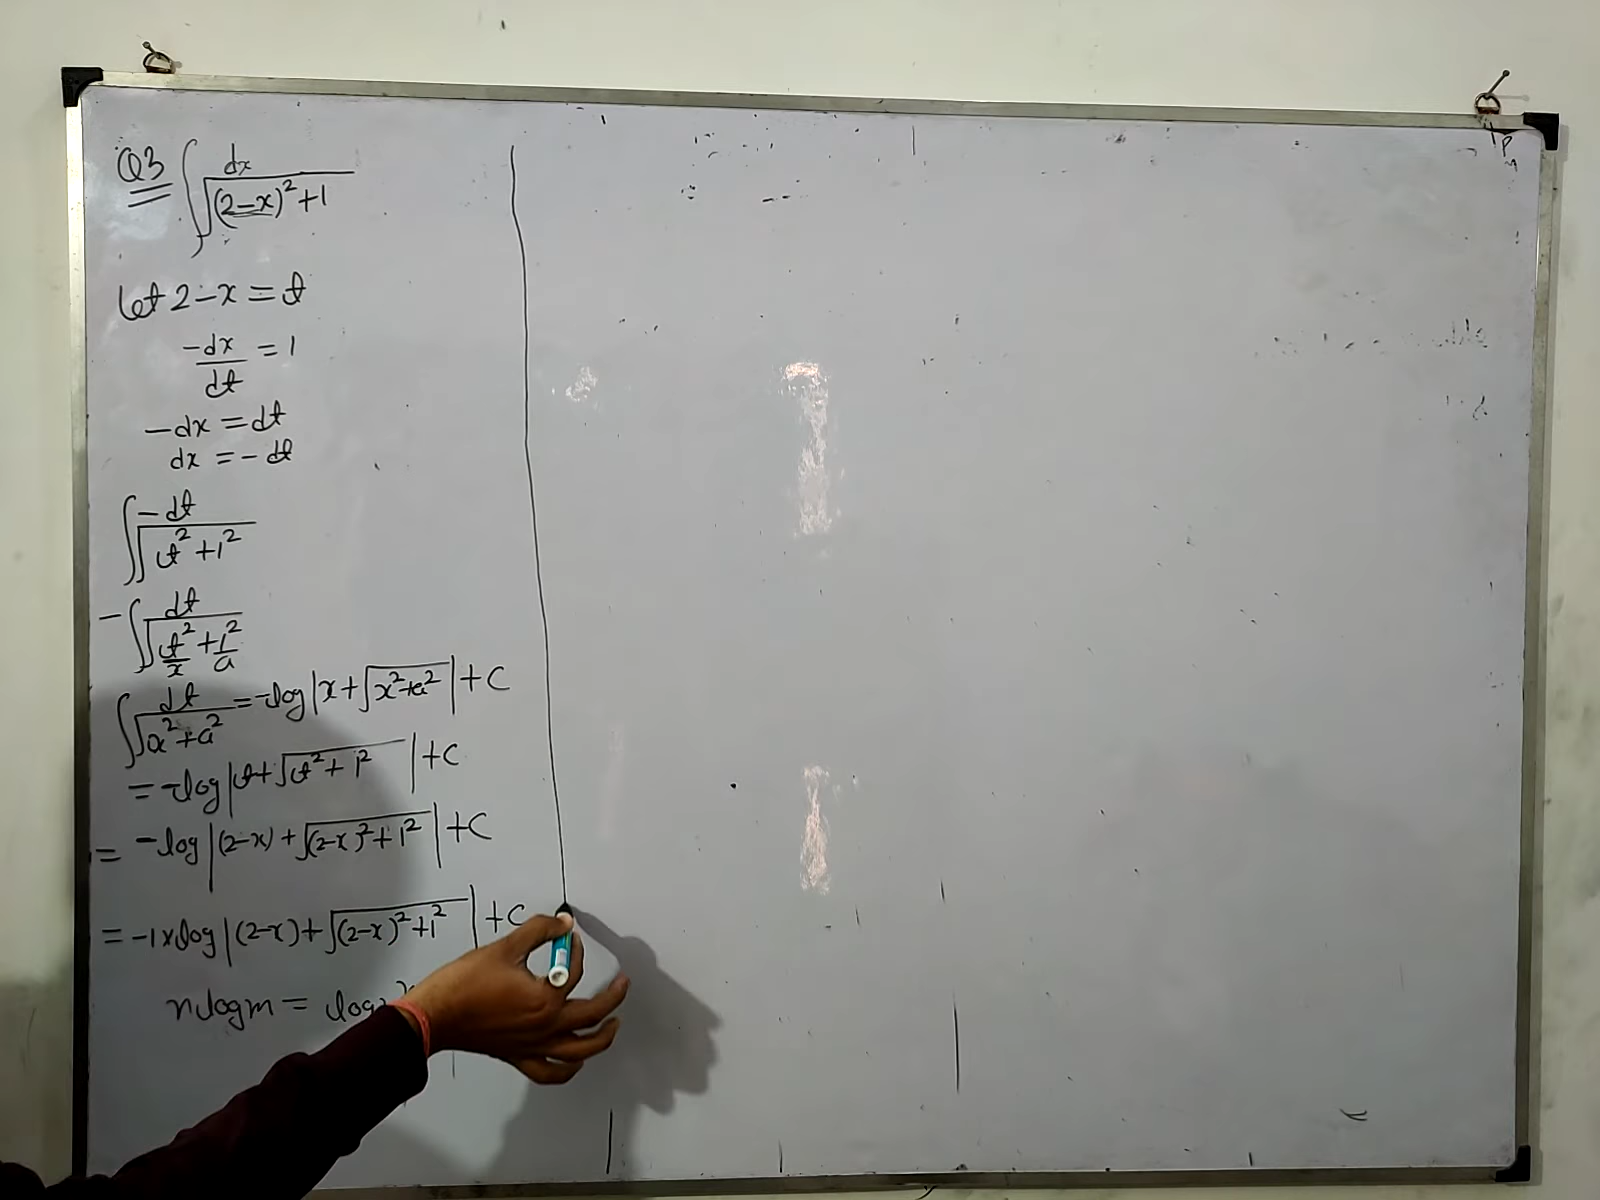 Q3 ∫ dx / √((2-x)²+1)
let 2-x = t
-dx/dt = 1
-dx = dt
dx = -dt
∫ -dt / √(t²+1²)
-∫ dt / √(t²+1²)
x a
∫ dt / √(x²+a²) = -log|x+√(x²+a²)|+C
= -log|t+√(t²+1²)|+C
= -log|(2-x)+√((2-x)²+1²)|+C
= -1×log|(2-x)+√((2-x)²+1²)|+C
nlogm = log